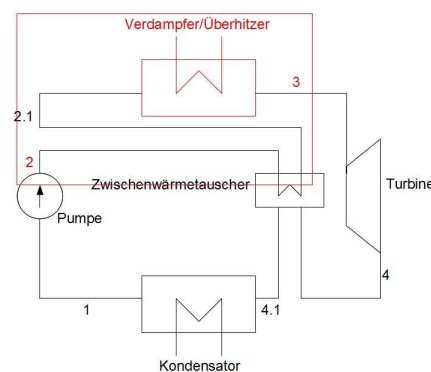 Verdampfer/Überhitzer
3
2.1
2
Zwischenwärmetauscher
Turbine
Pumpe
4
1
4.1
Kondensator